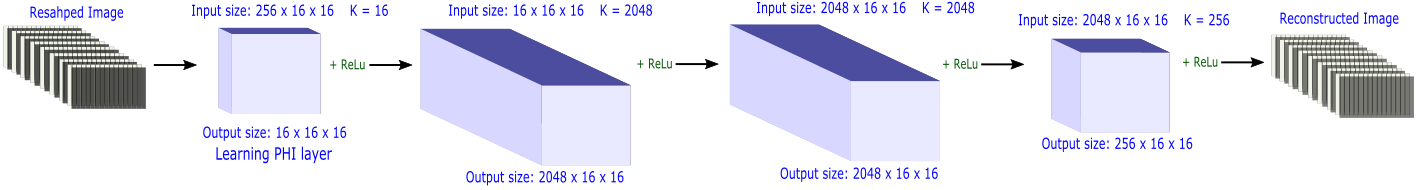 Resahped Image
Input size: 256 x 16 x 16 K = 16
+ ReLu
Output size: 16 x 16 x 16
Learning PHI layer
Input size: 16 x 16 x 16 K = 2048
+ ReLu
Output size: 2048 x 16 x 16
Input size: 2048 x 16 x 16 K = 2048
+ ReLu
Output size: 2048 x 16 x 16
Input size: 2048 x 16 x 16 K = 256
+ ReLu
Output size: 256 x 16 x 16
Reconstructed Image